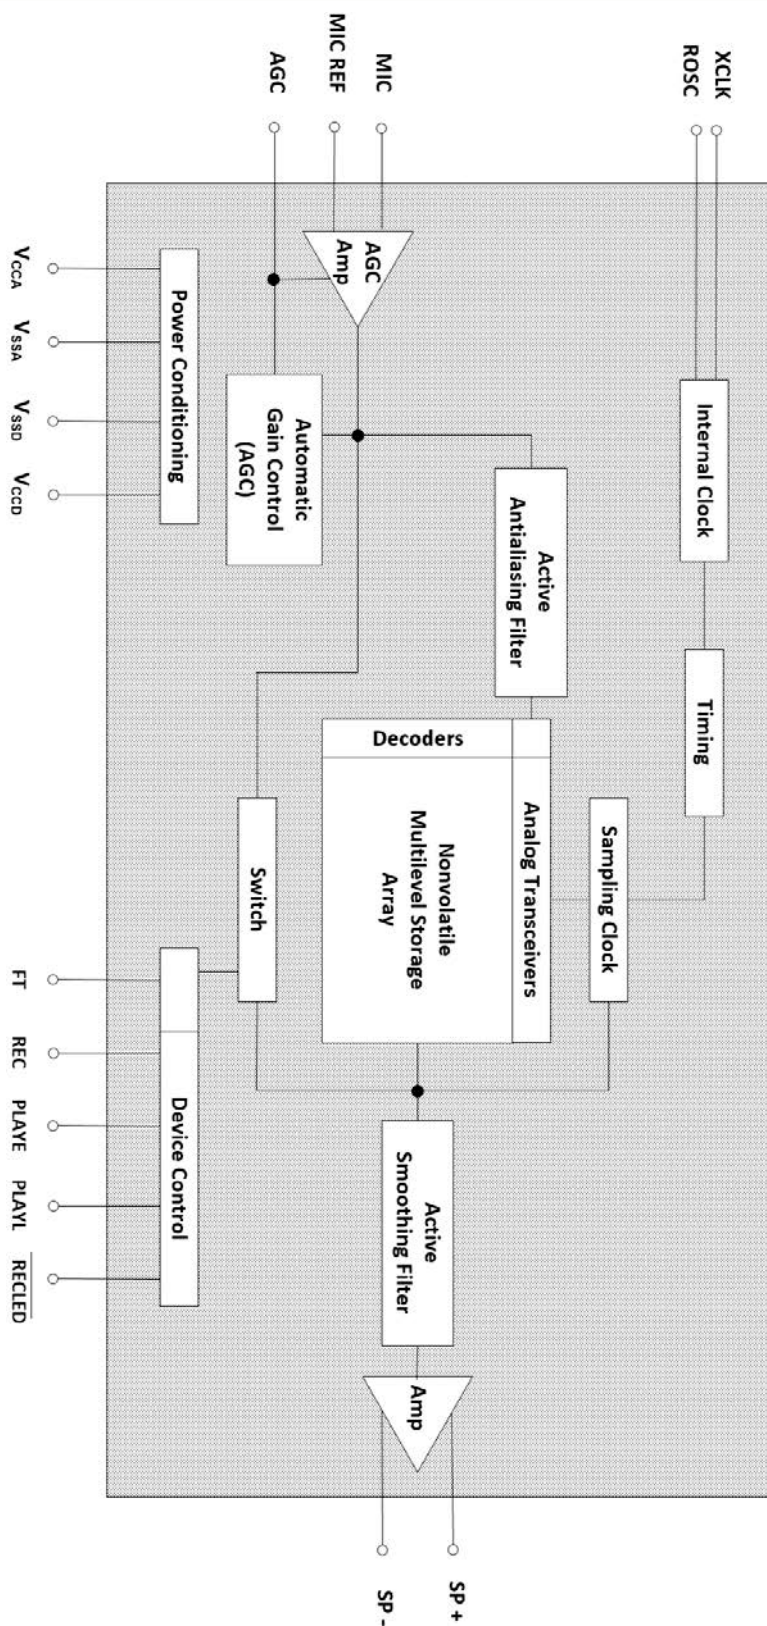 XCLK
ROSC
Internal Clock
Timing
Sampling Clock
Active
Antialiasing Filter
Analog Transceivers
Decoders
Nonvolatile
Multilevel Storage
Array
MIC
MIC REF
AGC
AGC
Amp
Automatic
Gain Control
(AGC)
Switch
Active
Smoothing Filter
Amp
SP +
SP -
Power Conditioning
Device Control
VCCA
VSSA
VSSD
VCCD
FT
REC
PLAYE
PLAYL
RECLED